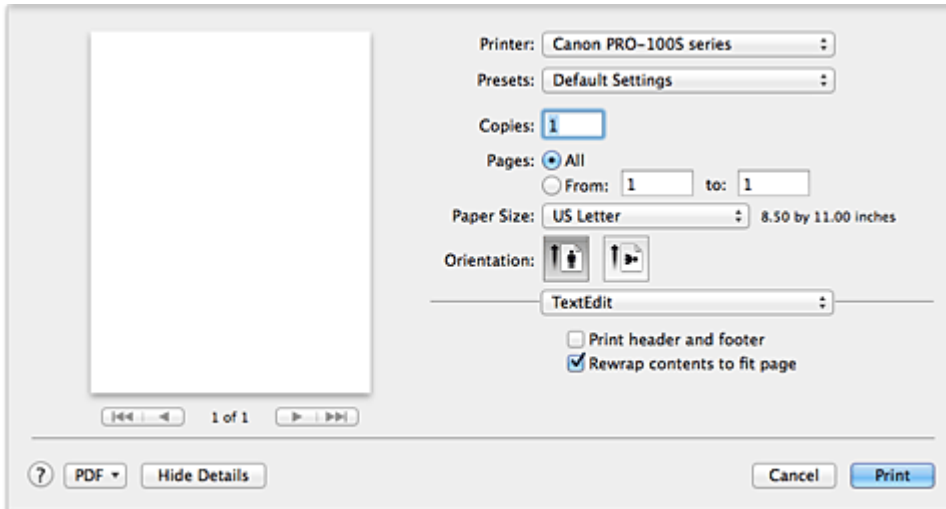 Printer: Canon PRO-100S series
Presets: Default Settings
Copies: 1
Pages: All
From: 1 to: 1
Paper Size: US Letter 8.50 by 11.00 inches
Orientation:
TextEdit
Print header and footer
Rewrap contents to fit page
1 of 1
? PDF Hide Details Cancel Print